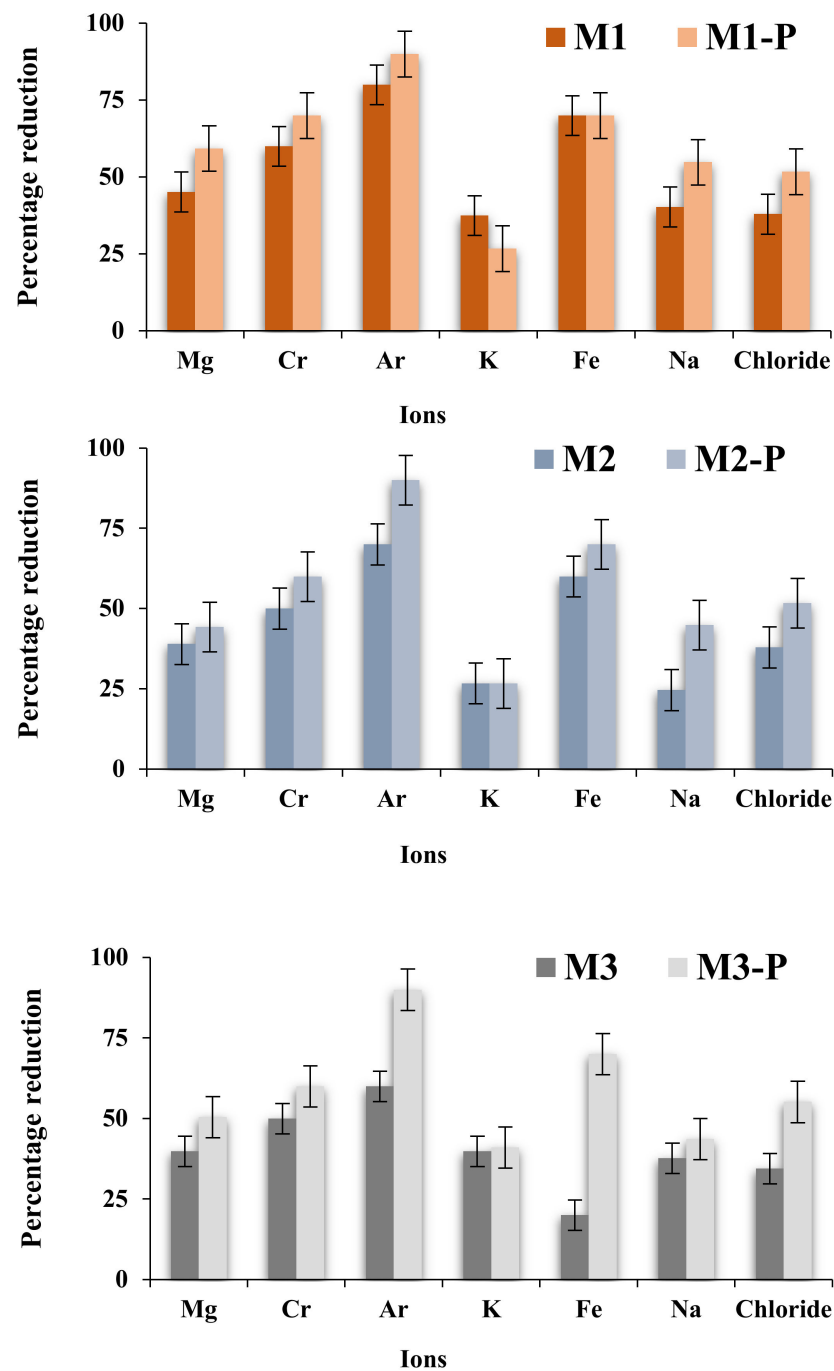 Percentage reduction
100
75
50
25
0
M1 M1-P
Mg Cr Ar K Fe Na Chloride
Ions
Percentage reduction
100
75
50
25
0
M2 M2-P
Mg Cr Ar K Fe Na Chloride
Ions
Percentage reduction
100
75
50
25
0
M3 M3-P
Mg Cr Ar K Fe Na Chloride
Ions